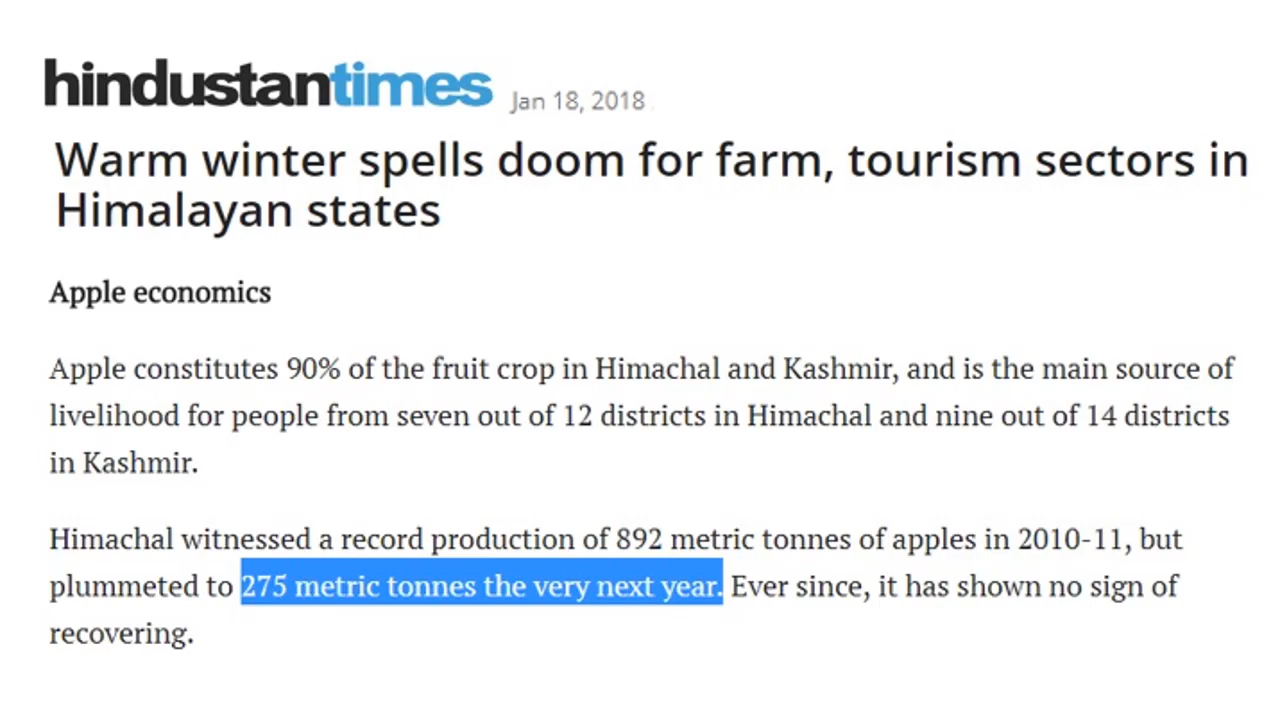 hindustantimes Jan 18, 2018
Warm winter spells doom for farm, tourism sectors in
Himalayan states
Apple economics
Apple constitutes 90% of the fruit crop in Himachal and Kashmir, and is the main source of
livelihood for people from seven out of 12 districts in Himachal and nine out of 14 districts
in Kashmir.
Himachal witnessed a record production of 892 metric tonnes of apples in 2010-11, but
plummeted to 275 metric tonnes the very next year. Ever since, it has shown no sign of
recovering.